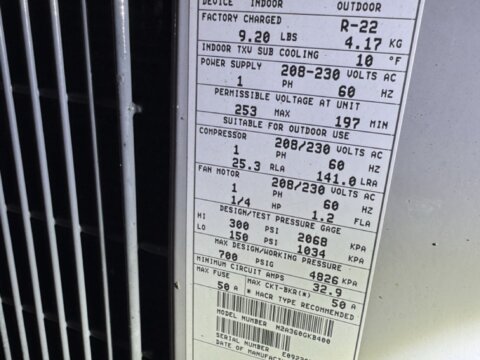 DEVICE INDOOR OUTDOOR
FACTORY CHARGED R-22
9.20 LBS 4.17 KG
INDOOR TXV SUB COOLING 10 °F
POWER SUPPLY 208-230 VOLTS AC
1 PH 60 HZ
PERMISSIBLE VOLTAGE AT UNIT
253 MAX 197 MIN
SUITABLE FOR OUTDOOR USE
COMPRESSOR 208/230 VOLTS AC
1 PH 60 HZ
25.3 RLA 141.0 LRA
FAN MOTOR 208/230 VOLTS AC
1 PH 60 HZ
1/4 HP 1.2 FLA
DESIGN/TEST PRESSURE GAGE
HI 300 PSI 2068 KPA
LO 150 PSI 1034 KPA
MAX DESIGN/WORKING PRESSURE
700 PSIG 4826 KPA
MINIMUM CIRCUIT AMPS 32.9
MAX FUSE MAX CKT-BKR(*)
50 A 50 A
* HACR TYPE RECOMMENDED
MODEL NUMBER N2A360GKB400
SERIAL NUMBER
DATE OF MANUFACTURE